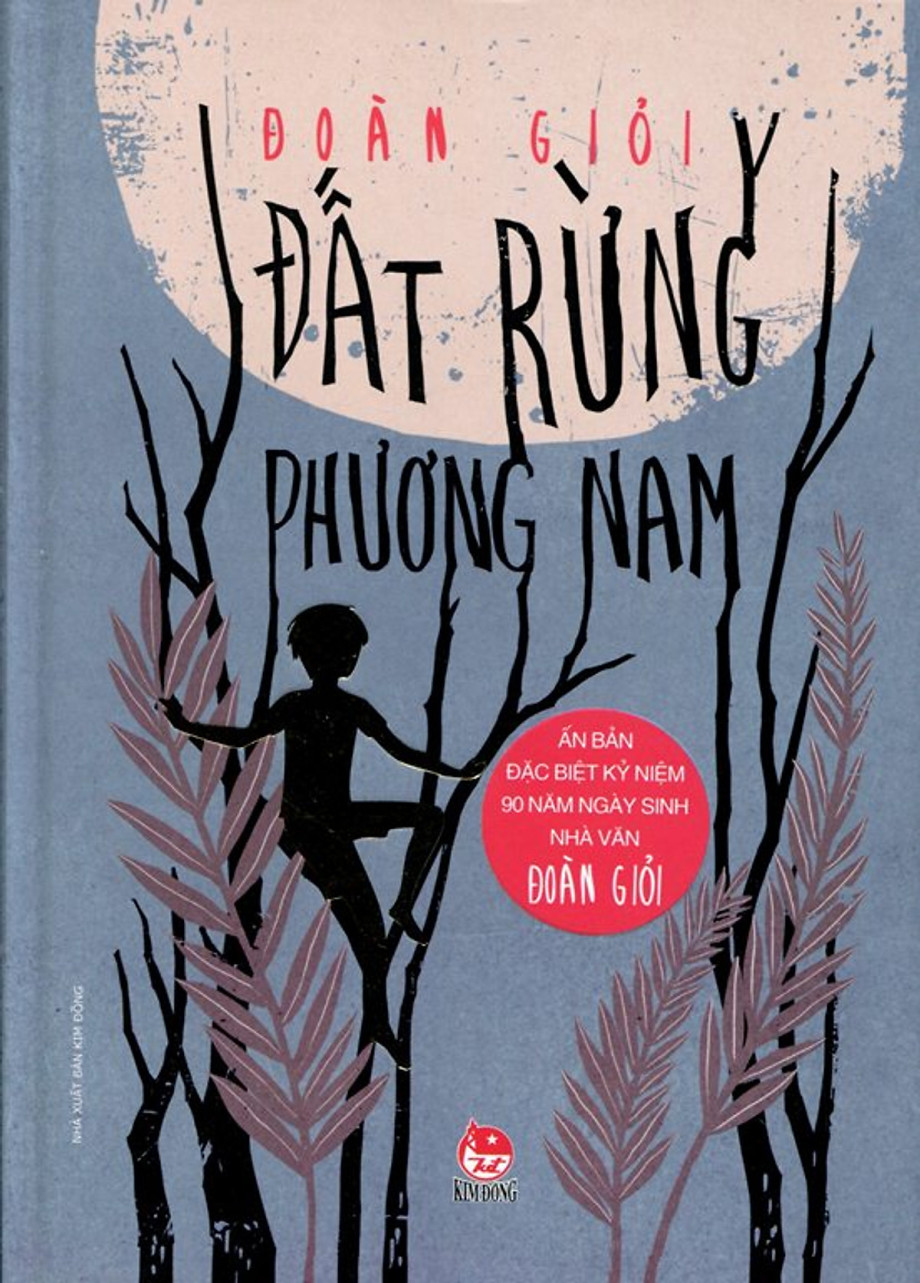 ĐOÀN GIỎI
ĐẤT RỪNG
PHƯƠNG NAM
ẤN BẢN
ĐẶC BIỆT KỶ NIỆM
90 NĂM NGÀY SINH
NHÀ VĂN
ĐOÀN GIỎI
NHÀ XUẤT BẢN KIM ĐỒNG
kđ
KIM ĐỒNG